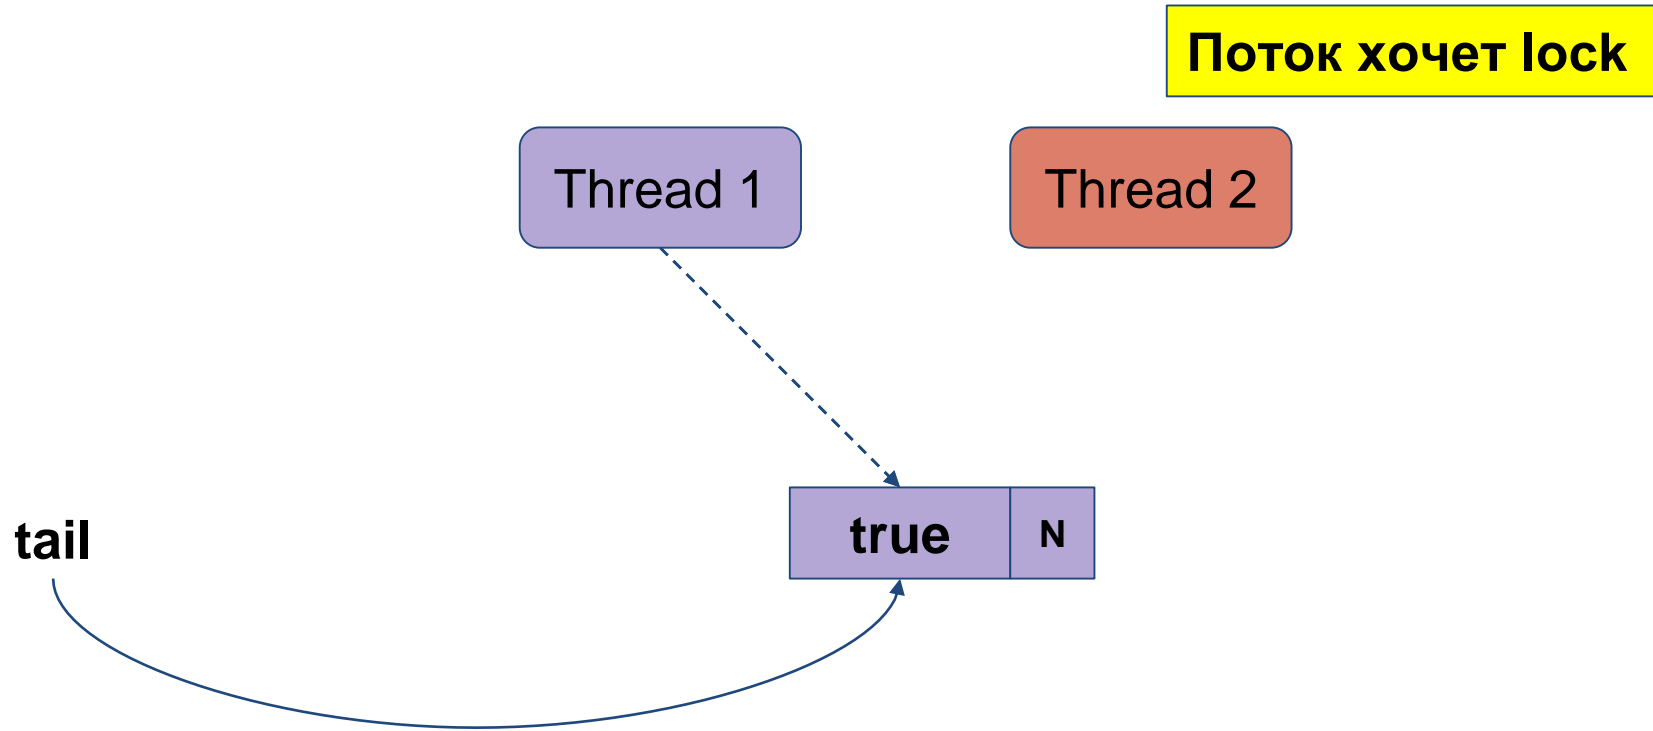 Поток хочет lock
Thread 1
Thread 2
tail
true
N